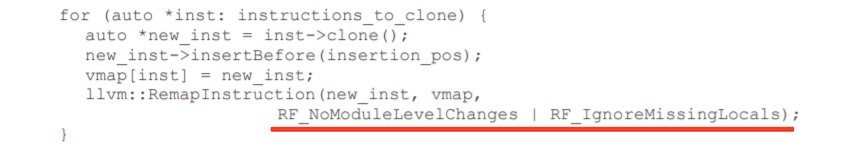 for (auto *inst: instructions_to_clone) {
auto *new_inst = inst->clone();
new_inst->insertBefore(insertion_pos);
vmap[inst] = new_inst;
llvm::RemapInstruction(new_inst, vmap,
RF_NoModuleLevelChanges | RF_IgnoreMissingLocals);
}